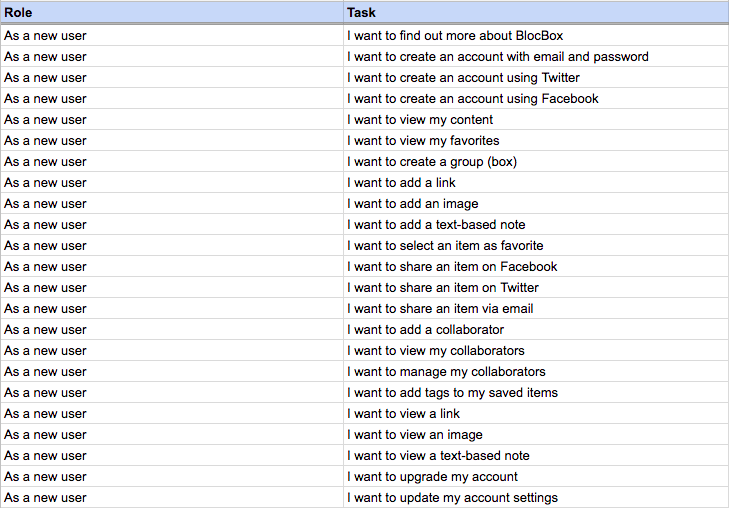 Role Task
As a new user I want to find out more about BlocBox
As a new user I want to create an account with email and password
As a new user I want to create an account using Twitter
As a new user I want to create an account using Facebook
As a new user I want to view my content
As a new user I want to view my favorites
As a new user I want to create a group (box)
As a new user I want to add a link
As a new user I want to add an image
As a new user I want to add a text-based note
As a new user I want to select an item as favorite
As a new user I want to share an item on Facebook
As a new user I want to share an item on Twitter
As a new user I want to share an item via email
As a new user I want to add a collaborator
As a new user I want to view my collaborators
As a new user I want to manage my collaborators
As a new user I want to add tags to my saved items
As a new user I want to view a link
As a new user I want to view an image
As a new user I want to view a text-based note
As a new user I want to upgrade my account
As a new user I want to update my account settings